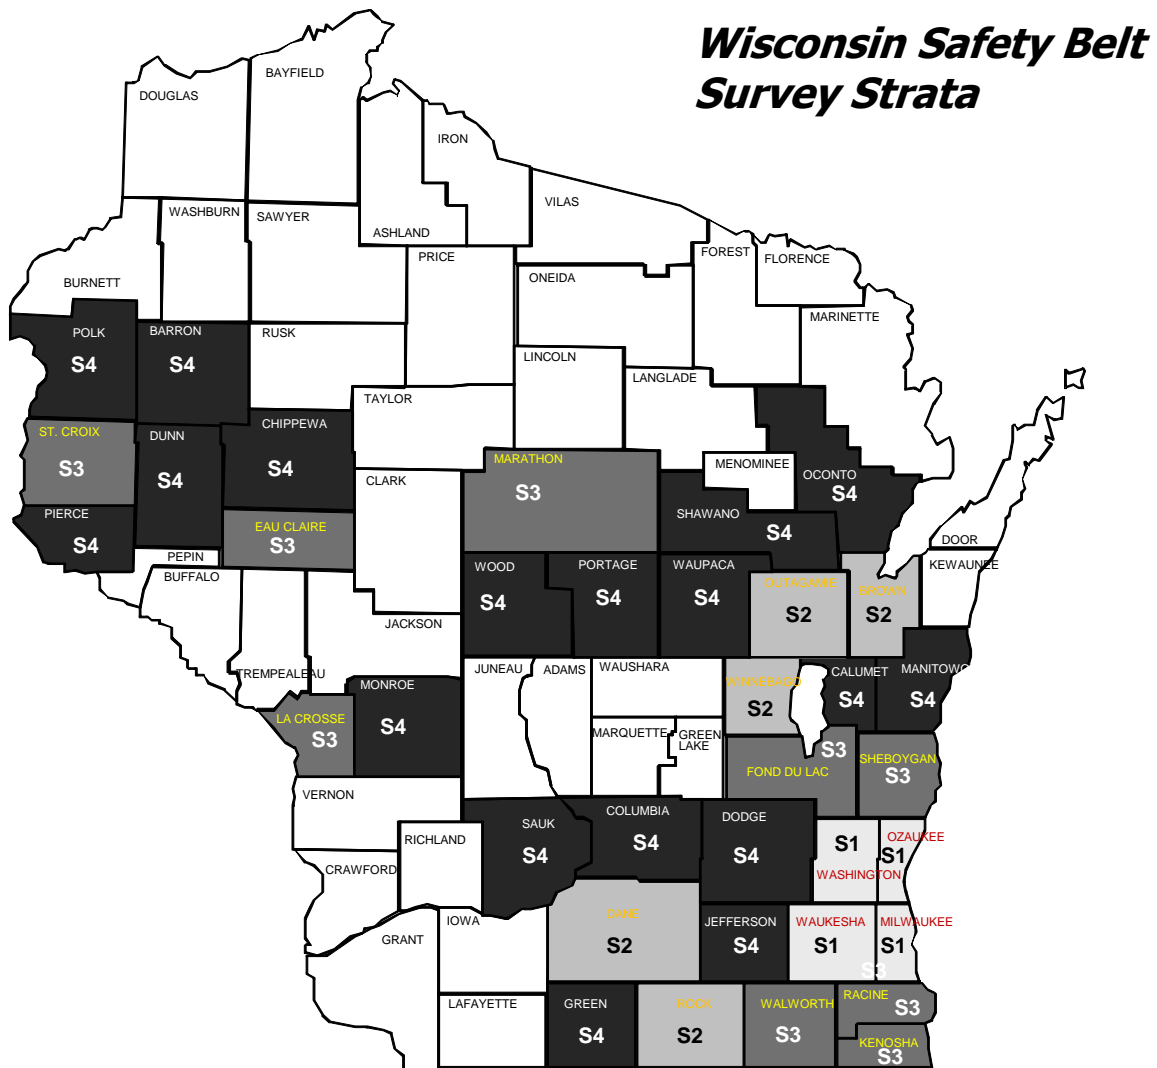 Wisconsin Safety Belt
Survey Strata
BAYFIELD
DOUGLAS
IRON
VILAS
WASHBURN
SAWYER
ASHLAND
PRICE
FOREST
FLORENCE
BURNETT
ONEIDA
MARINETTE
POLK
S4
BARRON
S4
RUSK
LINCOLN
LANGLADE
TAYLOR
ST. CROIX
S3
DUNN
S4
CHIPPEWA
S4
CLARK
MARATHON
S3
MENOMINEE
OCONTO
S4
SHAWANO
S4
PIERCE
S4
EAU CLAIRE
S3
PEPIN
BUFFALO
WOOD
S4
PORTAGE
S4
WAUPACA
S4
OUTAGAMIE
S2
BROWN
S2
DOOR
KEWAUNEE
JACKSON
TREMPEALEAU
MONROE
S4
JUNEAU
ADAMS
WAUSHARA
WINNEBAGO
S2
CALUMET
S4
MANITOWO
S4
LA CROSSE
S3
MARQUETTE
GREEN
LAKE
S3
FOND DU LAC
SHEBOYGAN
S3
VERNON
RICHLAND
CRAWFORD
SAUK
S4
COLUMBIA
S4
DODGE
S4
S1
WASHINGTON
OZAUKEE
S1
GRANT
IOWA
DANE
S2
JEFFERSON
S4
WAUKESHA
S1
MILWAUKEE
S1
S3
LAFAYETTE
GREEN
S4
ROCK
S2
WALWORTH
S3
RACINE
S3
KENOSHA
S3